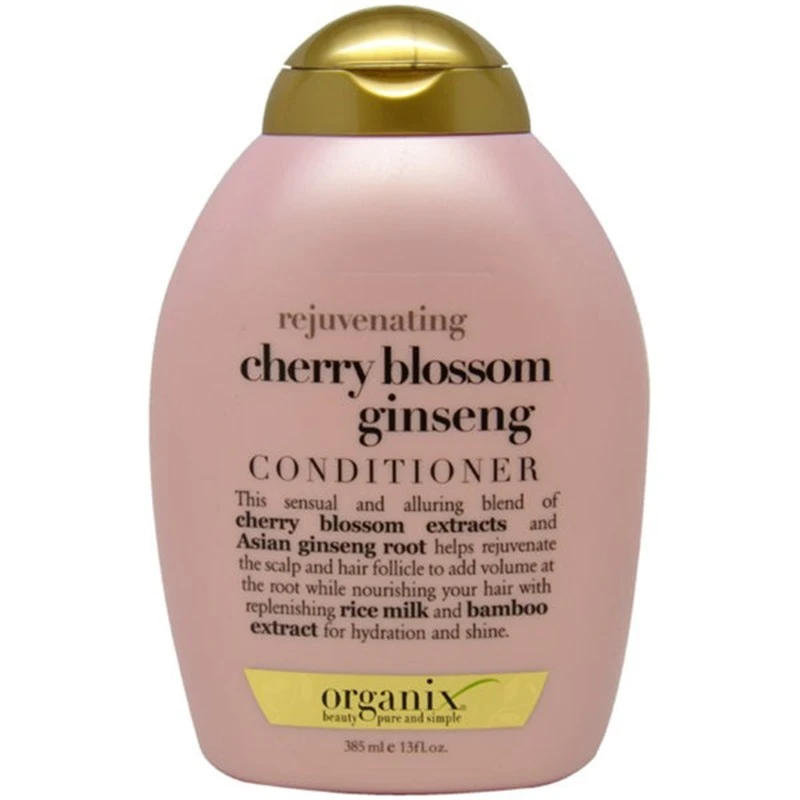 rejuvenating
cherry blossom
ginseng
CONDITIONER
This sensual and alluring blend of
cherry blossom extracts and
Asian ginseng root helps rejuvenate
the scalp and hair follicle to add volume at
the root while nourishing your hair with
replenishing rice milk and bamboo
extract for hydration and shine.
organix®
beauty pure and simple
385 ml e 13fl.oz.